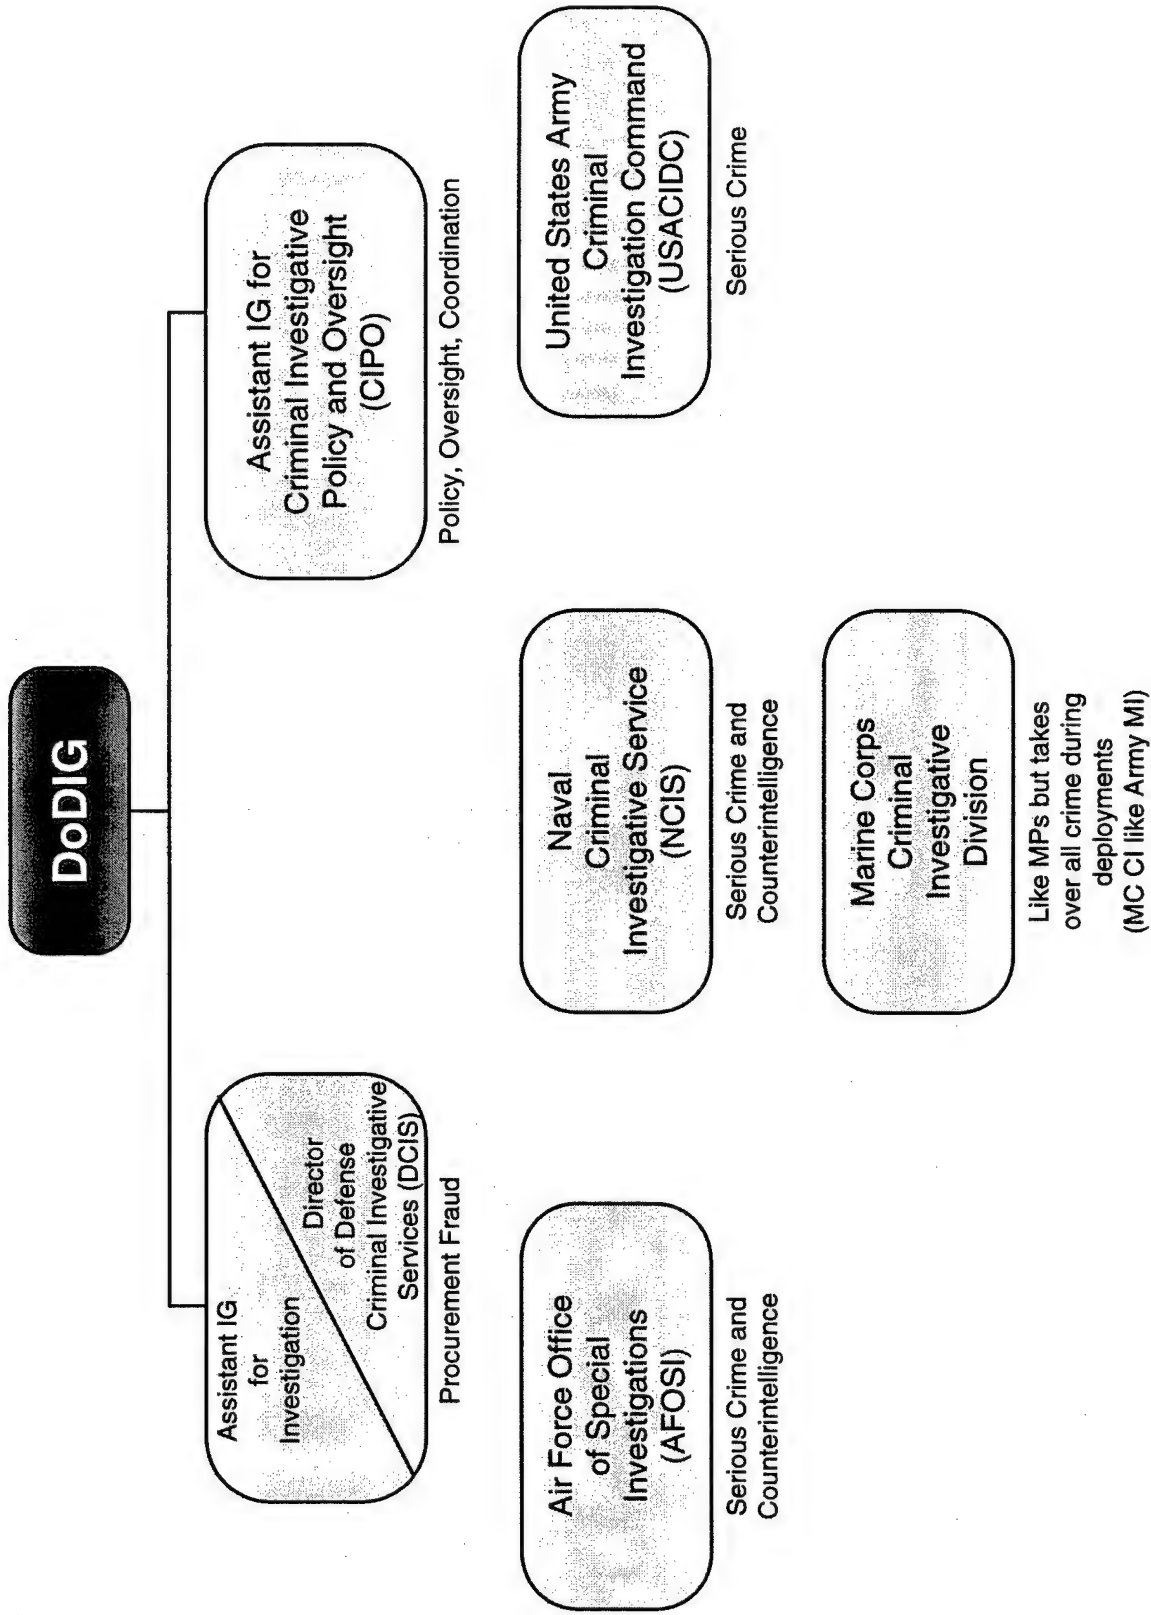 DoDIG
Assistant IG
for
Investigation
Director
of Defense
Criminal Investigative
Services (DCIS)
Procurement Fraud
Assistant IG for
Criminal Investigative
Policy and Oversight
(CIPO)
Policy, Oversight, Coordination
Air Force Office
of Special
Investigations
(AFOSI)
Serious Crime and
Counterintelligence
Naval
Criminal
Investigative Service
(NCIS)
Serious Crime and
Counterintelligence
United States Army
Criminal
Investigation Command
(USACIDC)
Serious Crime
Marine Corps
Criminal
Investigative
Division
Like MPs but takes
over all crime during
deployments
(MC CI like Army MI)